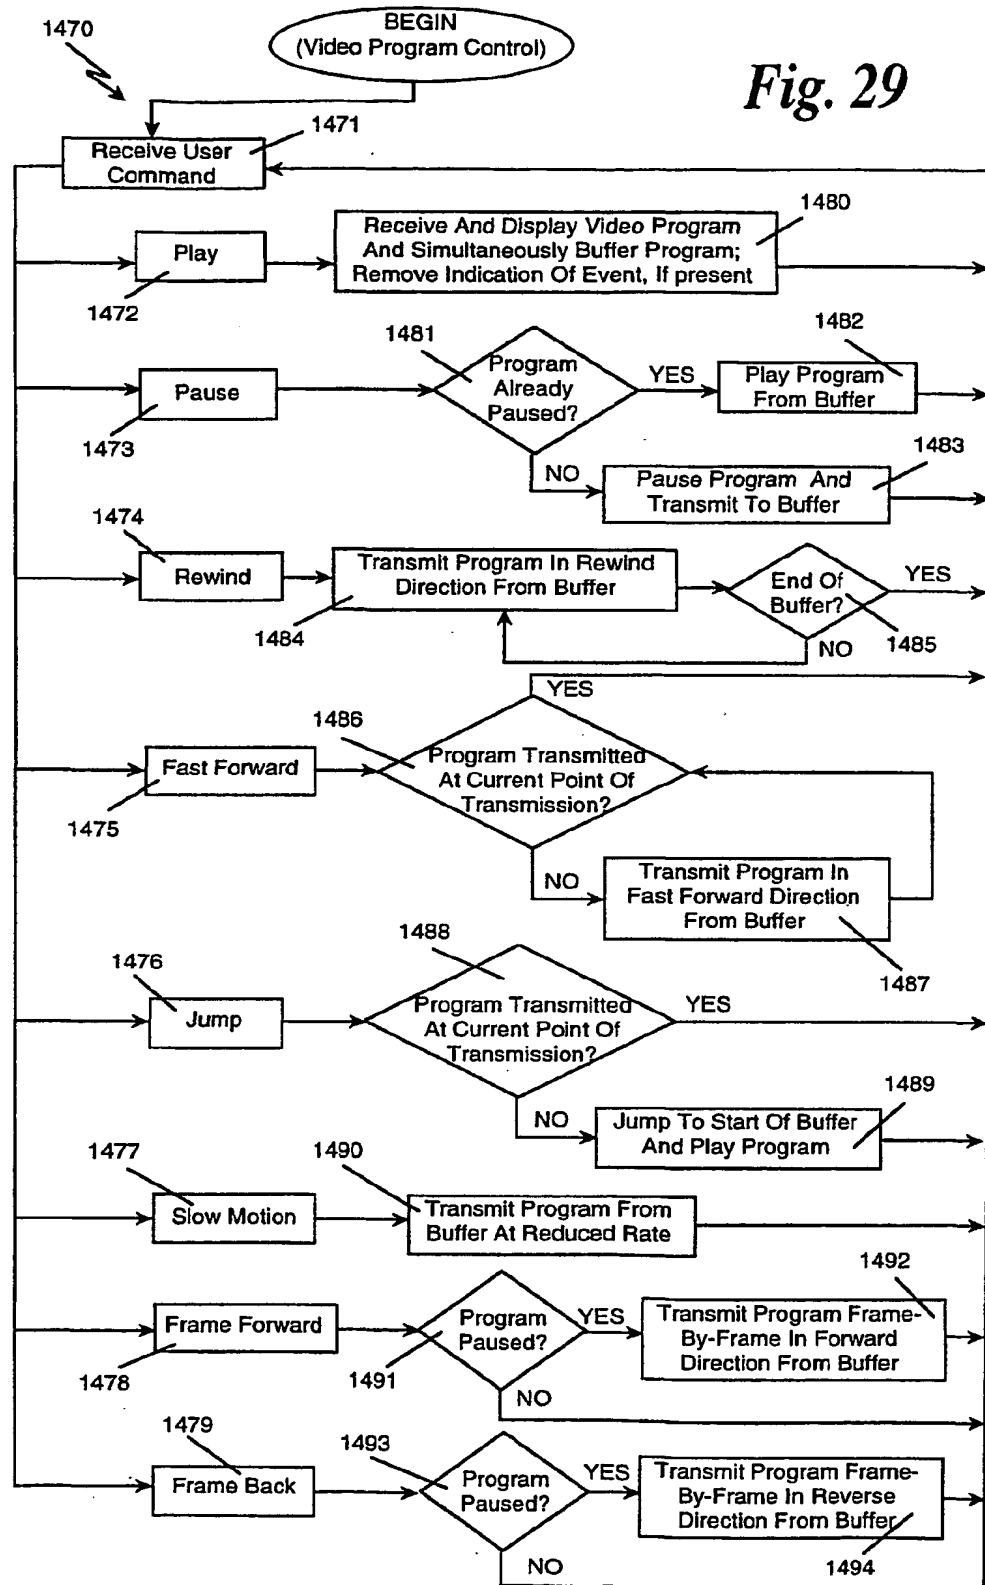 BEGIN
(Video Program Control)
1470
Fig. 29
1471
Receive User
Command
1480
Receive And Display Video Program
And Simultaneously Buffer Program;
Remove Indication Of Event, If present
Play
1472
1481
1482
Program
Already
Paused?
YES
Play Program
From Buffer
Pause
1473
NO
1483
Pause Program And
Transmit To Buffer
1474
Rewind
Transmit Program In Rewind
Direction From Buffer
1484
End Of
Buffer?
YES
1485
NO
YES
1486
Fast Forward
1475
Program Transmitted
At Current Point Of
Transmission?
NO
Transmit Program In
Fast Forward Direction
From Buffer
1487
1488
1476
Jump
Program Transmitted
At Current Point Of
Transmission?
YES
1489
NO
Jump To Start Of Buffer
And Play Program
1477
1490
Slow Motion
Transmit Program From
Buffer At Reduced Rate
1492
Frame Forward
1478
Program
Paused?
1491
YES
Transmit Program Frame-
By-Frame In Forward
Direction From Buffer
NO
1479
1493
Frame Back
Program
Paused?
YES
Transmit Program Frame-
By-Frame In Reverse
Direction From Buffer
1494
NO